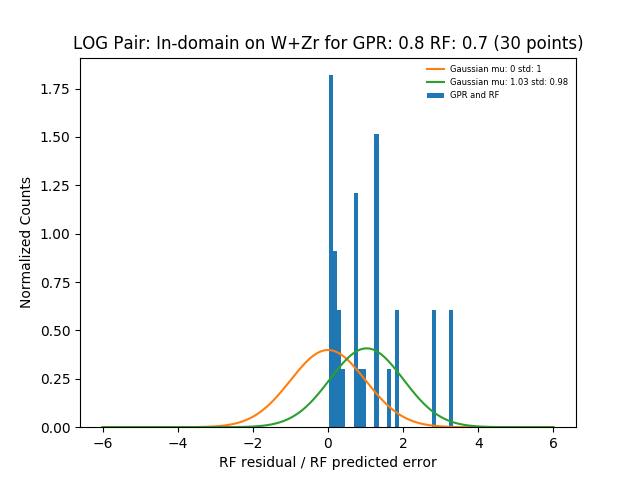 LOG Pair: In-domain on W+Zr for GPR: 0.8 RF: 0.7 (30 points)
Gaussian mu: 0 std: 1
Gaussian mu: 1.03 std: 0.98
GPR and RF
Normalized Counts
1.75
1.50
1.25
1.00
0.75
0.50
0.25
0.00
−6 −4 −2 0 2 4 6
RF residual / RF predicted error